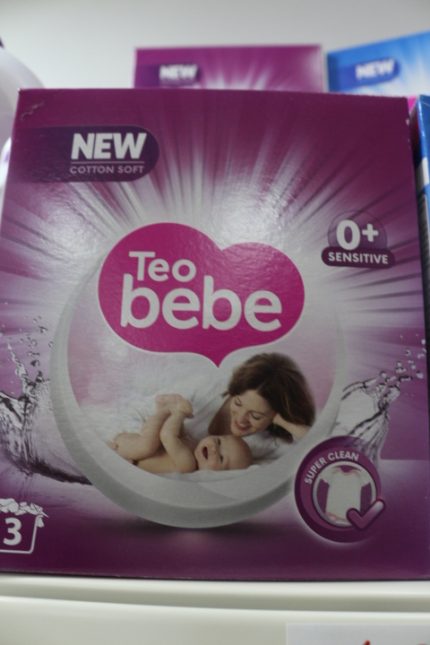 NEW
NEW
NEW
COTTON SOFT
0+
SENSITIVE
Teo
bebe
SUPER CLEAN
3